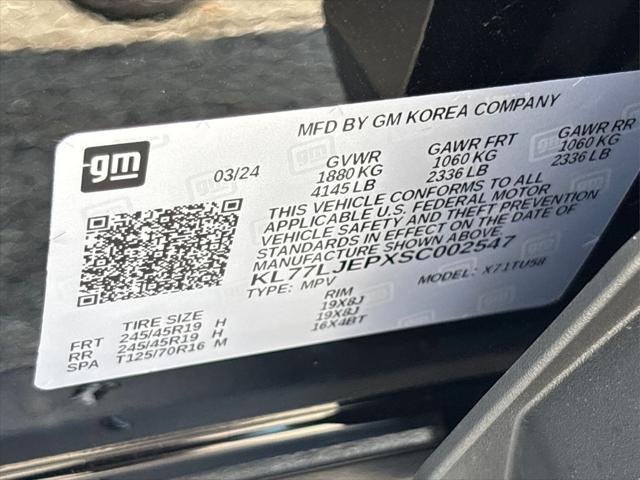 MFD BY GM KOREA COMPANY
gm
03/24
GVWR
1880 KG
4145 LB
GAWR FRT
1060 KG
2336 LB
GAWR RR
1060 KG
2336 LB
THIS VEHICLE CONFORMS TO ALL
APPLICABLE U.S. FEDERAL MOTOR
VEHICLE SAFETY AND THEFT PREVENTION
STANDARDS IN EFFECT ON THE DATE OF
MANUFACTURE SHOWN ABOVE.
KL77LJEPXSC002547
TYPE: MPV
MODEL: X71TU58
TIRE SIZE
RIM
FRT 245/45R19 H 19X8J
RR 245/45R19 H 19X8J
SPA T125/70R16 M 16X4BT